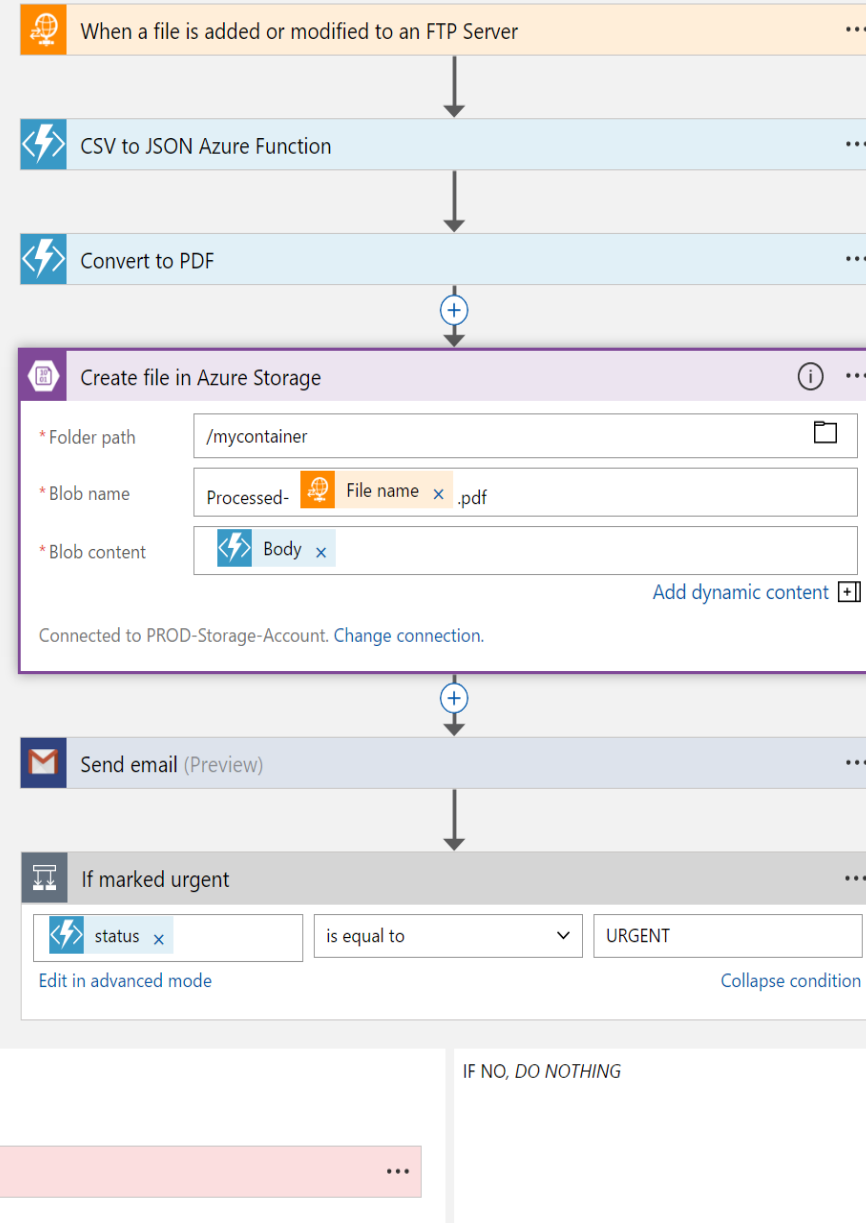 When a file is added or modified to an FTP Server
CSV to JSON Azure Function
Convert to PDF
Create file in Azure Storage
*Folder path /mycontainer
*Blob name Processed- File name × .pdf
*Blob content Body ×
Add dynamic content
Connected to PROD-Storage-Account. Change connection.
Send email (Preview)
If marked urgent
status × is equal to URGENT
Edit in advanced mode Collapse condition
IF NO, DO NOTHING